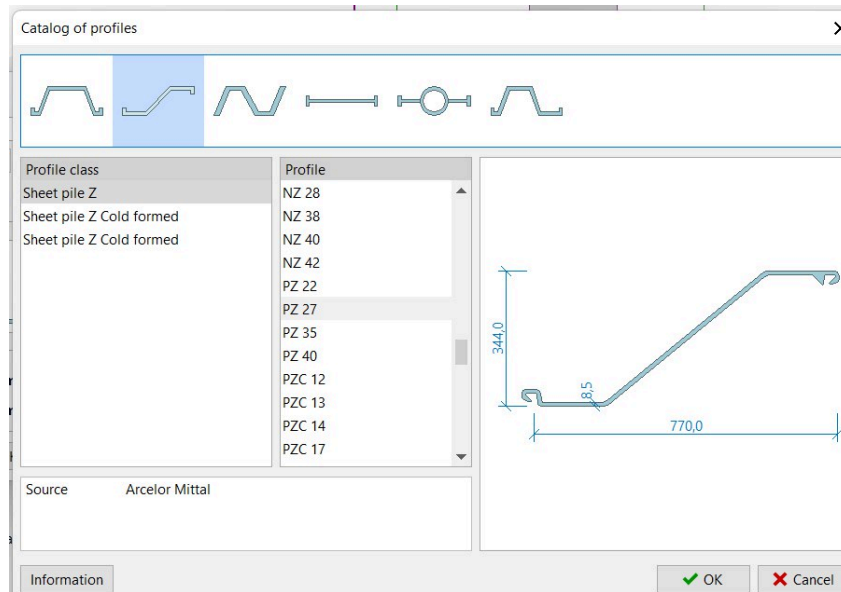 Catalog of profiles
Profile class
Sheet pile Z
Sheet pile Z Cold formed
Sheet pile Z Cold formed
Profile
NZ 28
NZ 38
NZ 40
NZ 42
PZ 22
PZ 27
PZ 35
PZ 40
PZC 12
PZC 13
PZC 14
PZC 17
344,0
8,5
770,0
Source Arcelor Mittal
Information
OK
Cancel